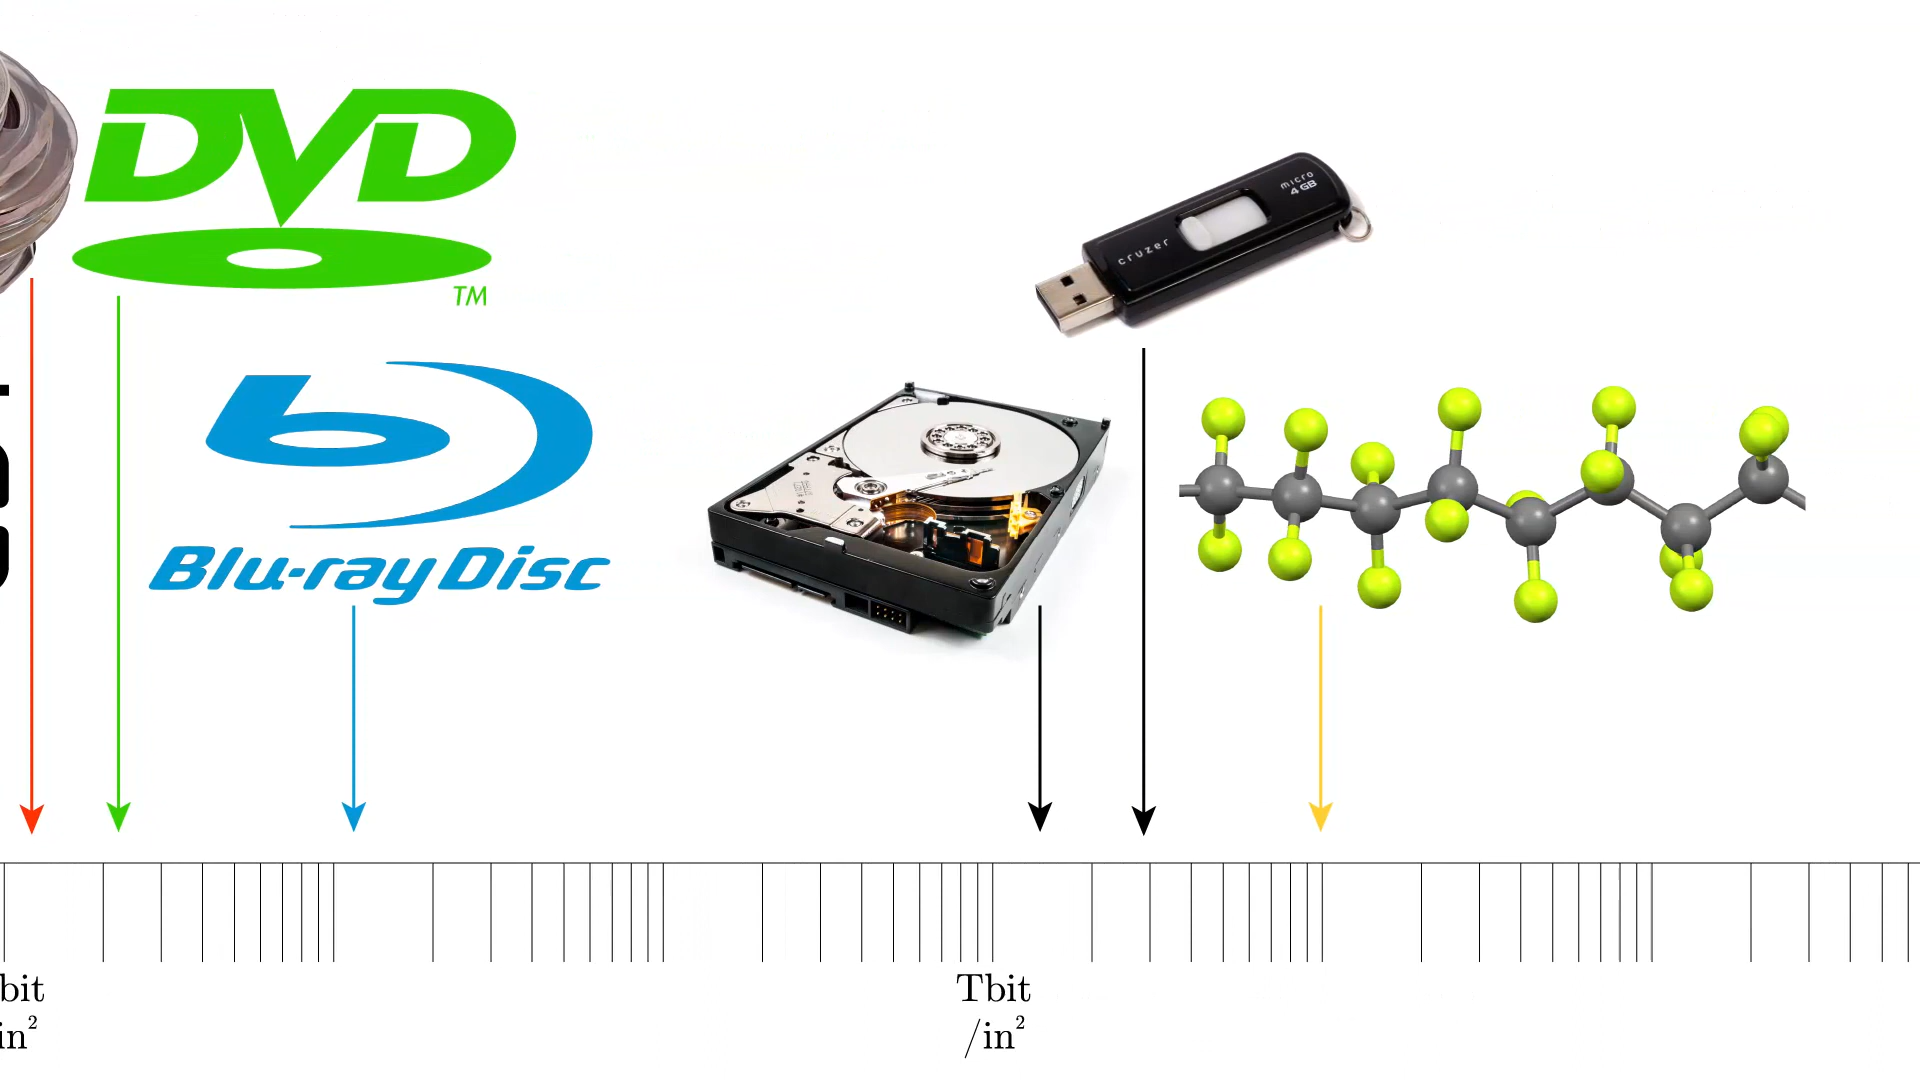 DVD
TM
micro
4 GB
cruzer
Blu-ray Disc
bit
Tbit
in²
/in²